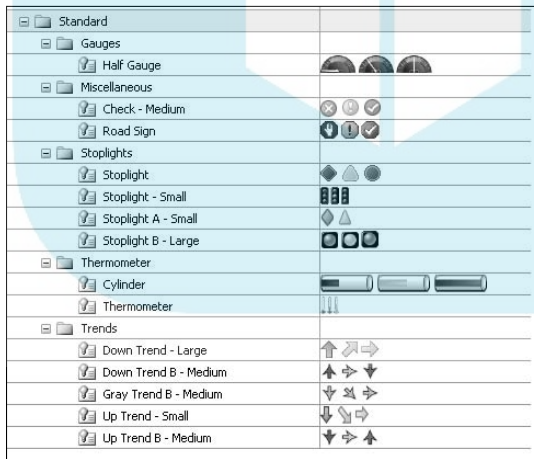 Standard
Gauges
Half Gauge
Miscellaneous
Check - Medium
Road Sign
Stoplights
Stoplight
Stoplight - Small
Stoplight A - Small
Stoplight B - Large
Thermometer
Cylinder
Thermometer
Trends
Down Trend - Large
Down Trend B - Medium
Gray Trend B - Medium
Up Trend - Small
Up Trend B - Medium